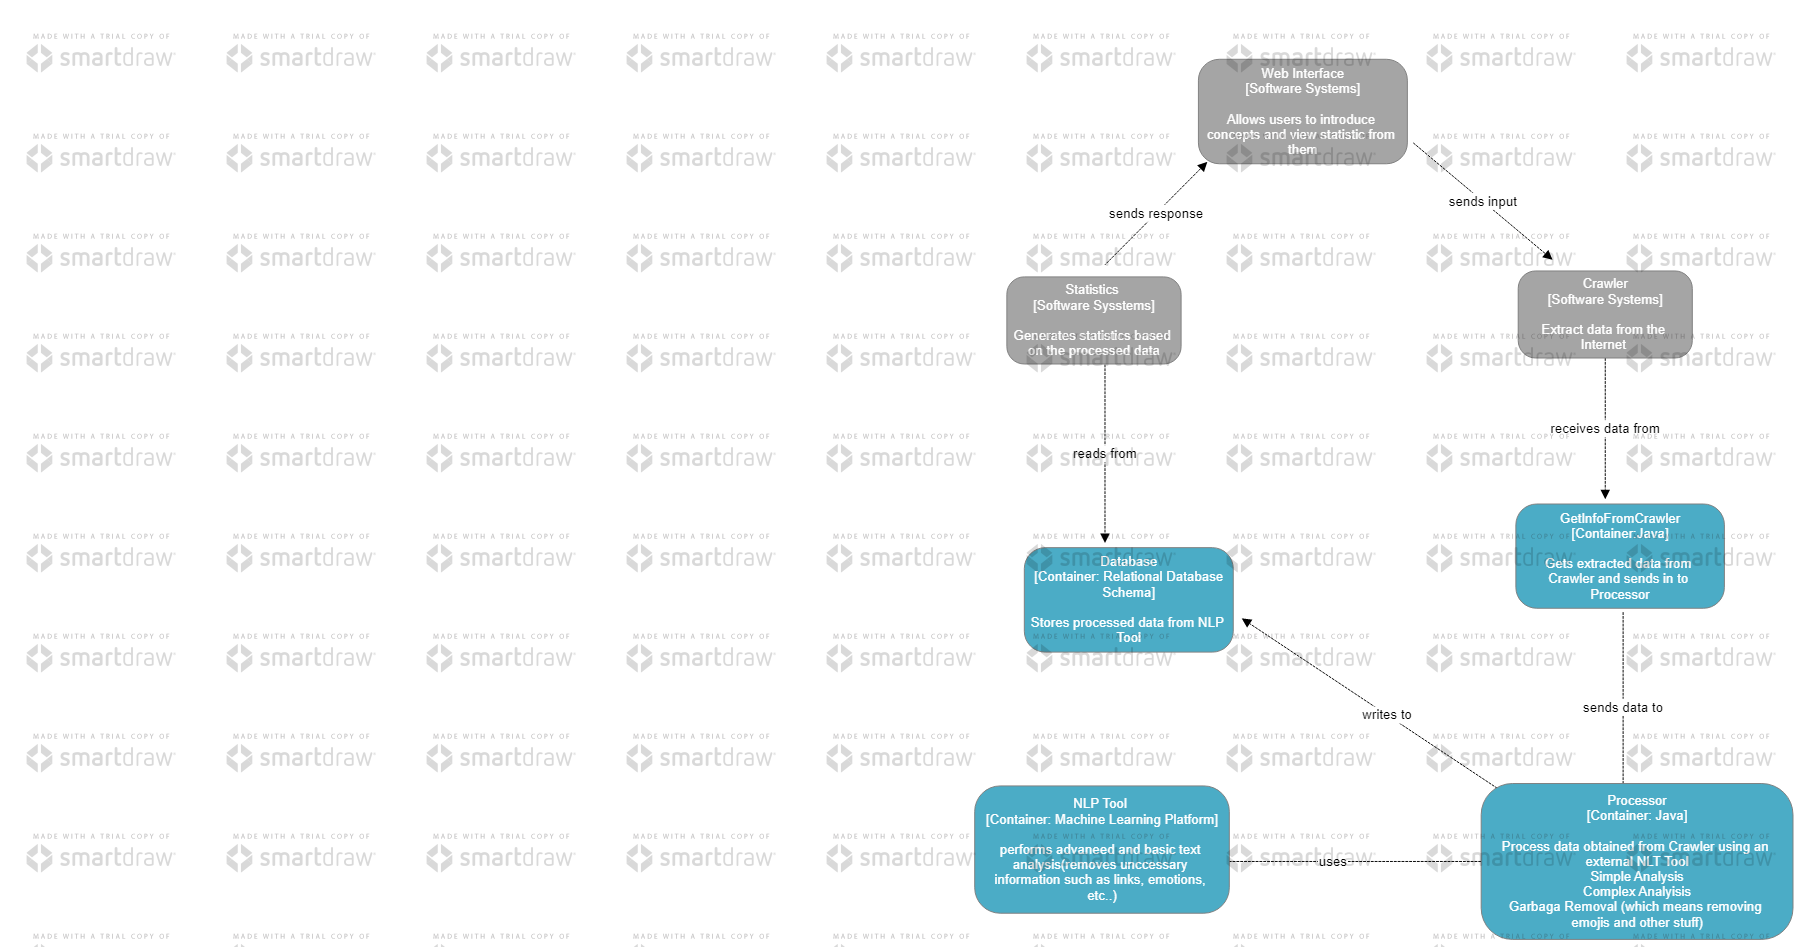 MADE WITH A TRIAL COPY OF
smartdraw
Web Interface
[Software Systems]
Allows users to introduce
concepts and view statistic from
them
sends response
sends input
Statistics
[Software Sysstems]
Generates statistics based
on the processed data
Crawler
[Software Systems]
Extract data from the
Internet
reads from
receives data from
GetInfoFromCrawler
[Container:Java]
Gets extracted data from
Crawler and sends in to
Processor
Database
[Container: Relational Database
Schema]
Stores processed data from NLP
Tool
writes to
sends data to
NLP Tool
[Container: Machine Learning Platform]
performs advaneed and basic text
analysis(removes unccessary
information such as links, emotions,
etc..)
uses
Processor
[Container: Java]
Process data obtained from Crawler using an
external NLT Tool
Simple Analysis
Complex Analyisis
Garbaga Removal (which means removing
emojis and other stuff)